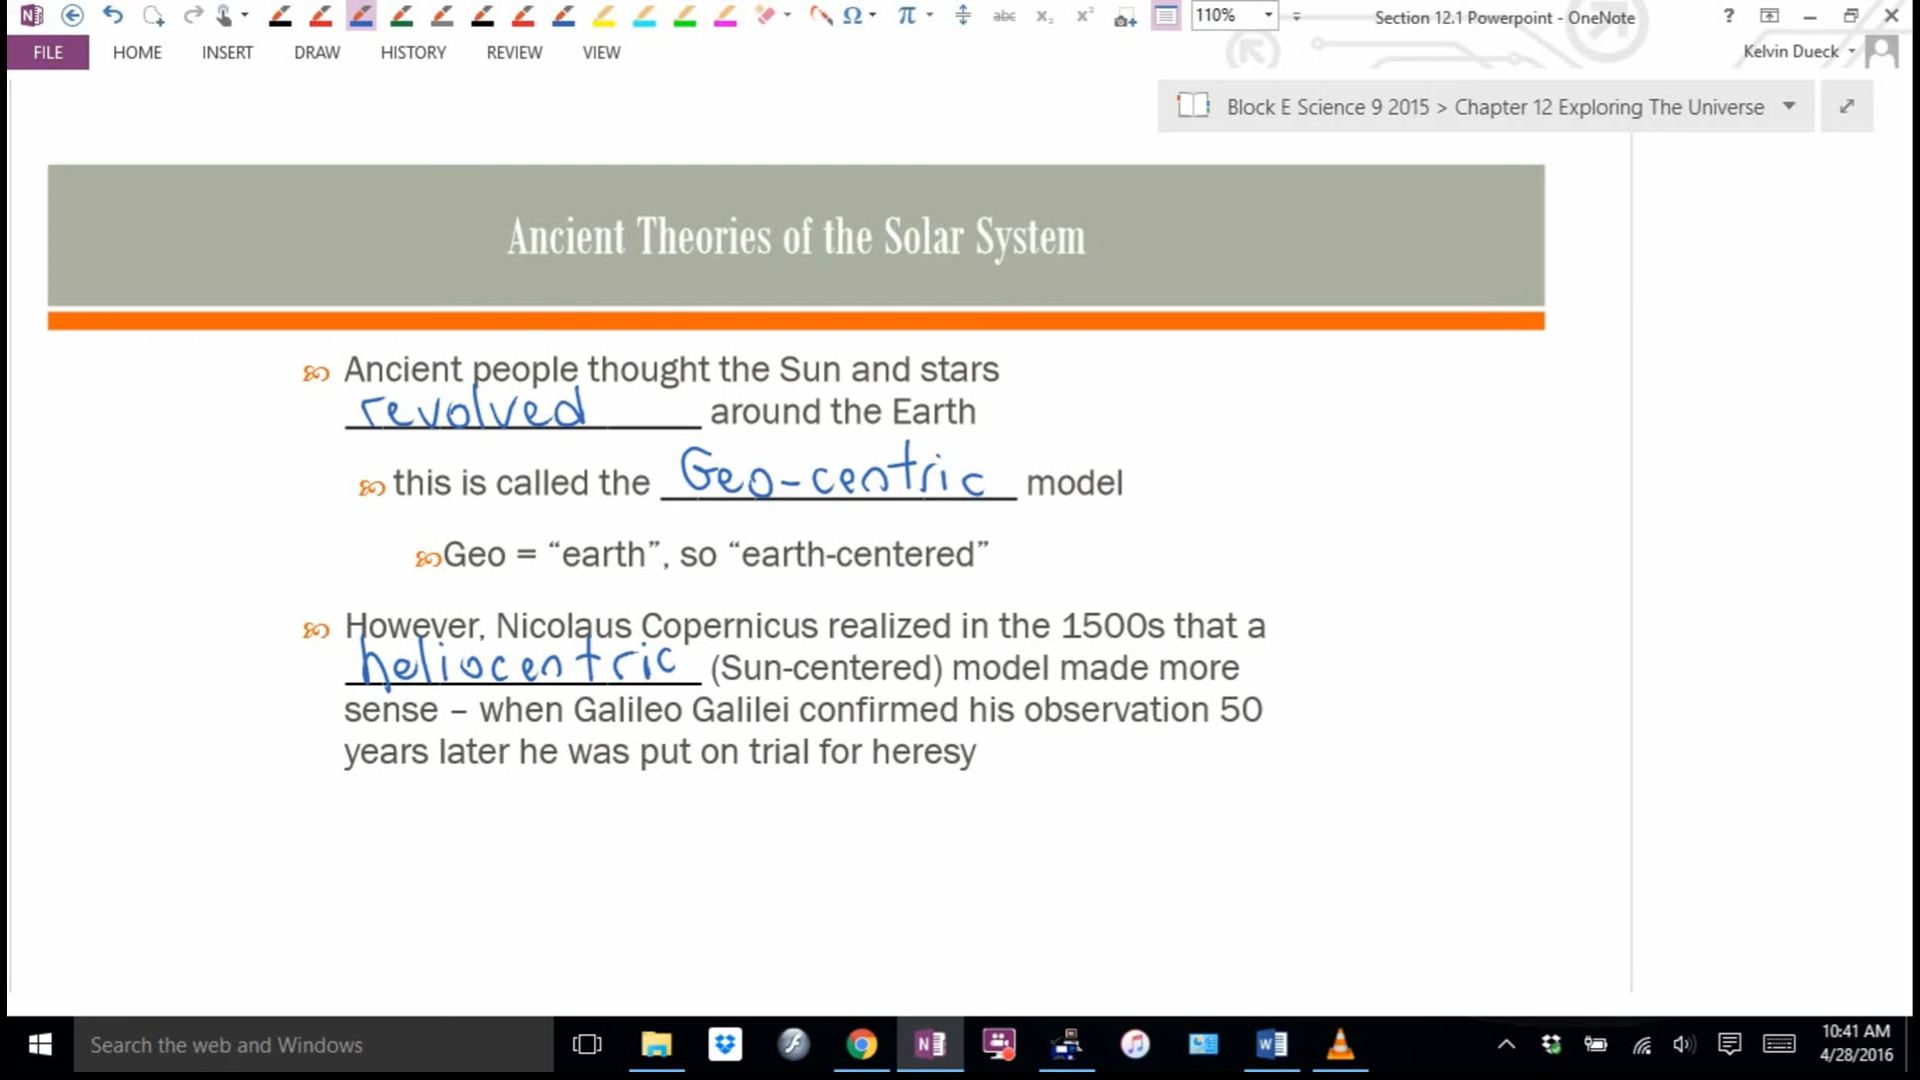 110%
Section 12.1 Powerpoint - OneNote
FILE HOME INSERT DRAW HISTORY REVIEW VIEW
Kelvin Dueck
Block E Science 9 2015 > Chapter 12 Exploring The Universe
Ancient Theories of the Solar System
Ancient people thought the Sun and stars
revolved around the Earth
this is called the Geo-centric model
Geo = “earth”, so “earth-centered”
However, Nicolaus Copernicus realized in the 1500s that a
heliocentric (Sun-centered) model made more
sense – when Galileo Galilei confirmed his observation 50
years later he was put on trial for heresy
Search the web and Windows
10:41 AM
4/28/2016